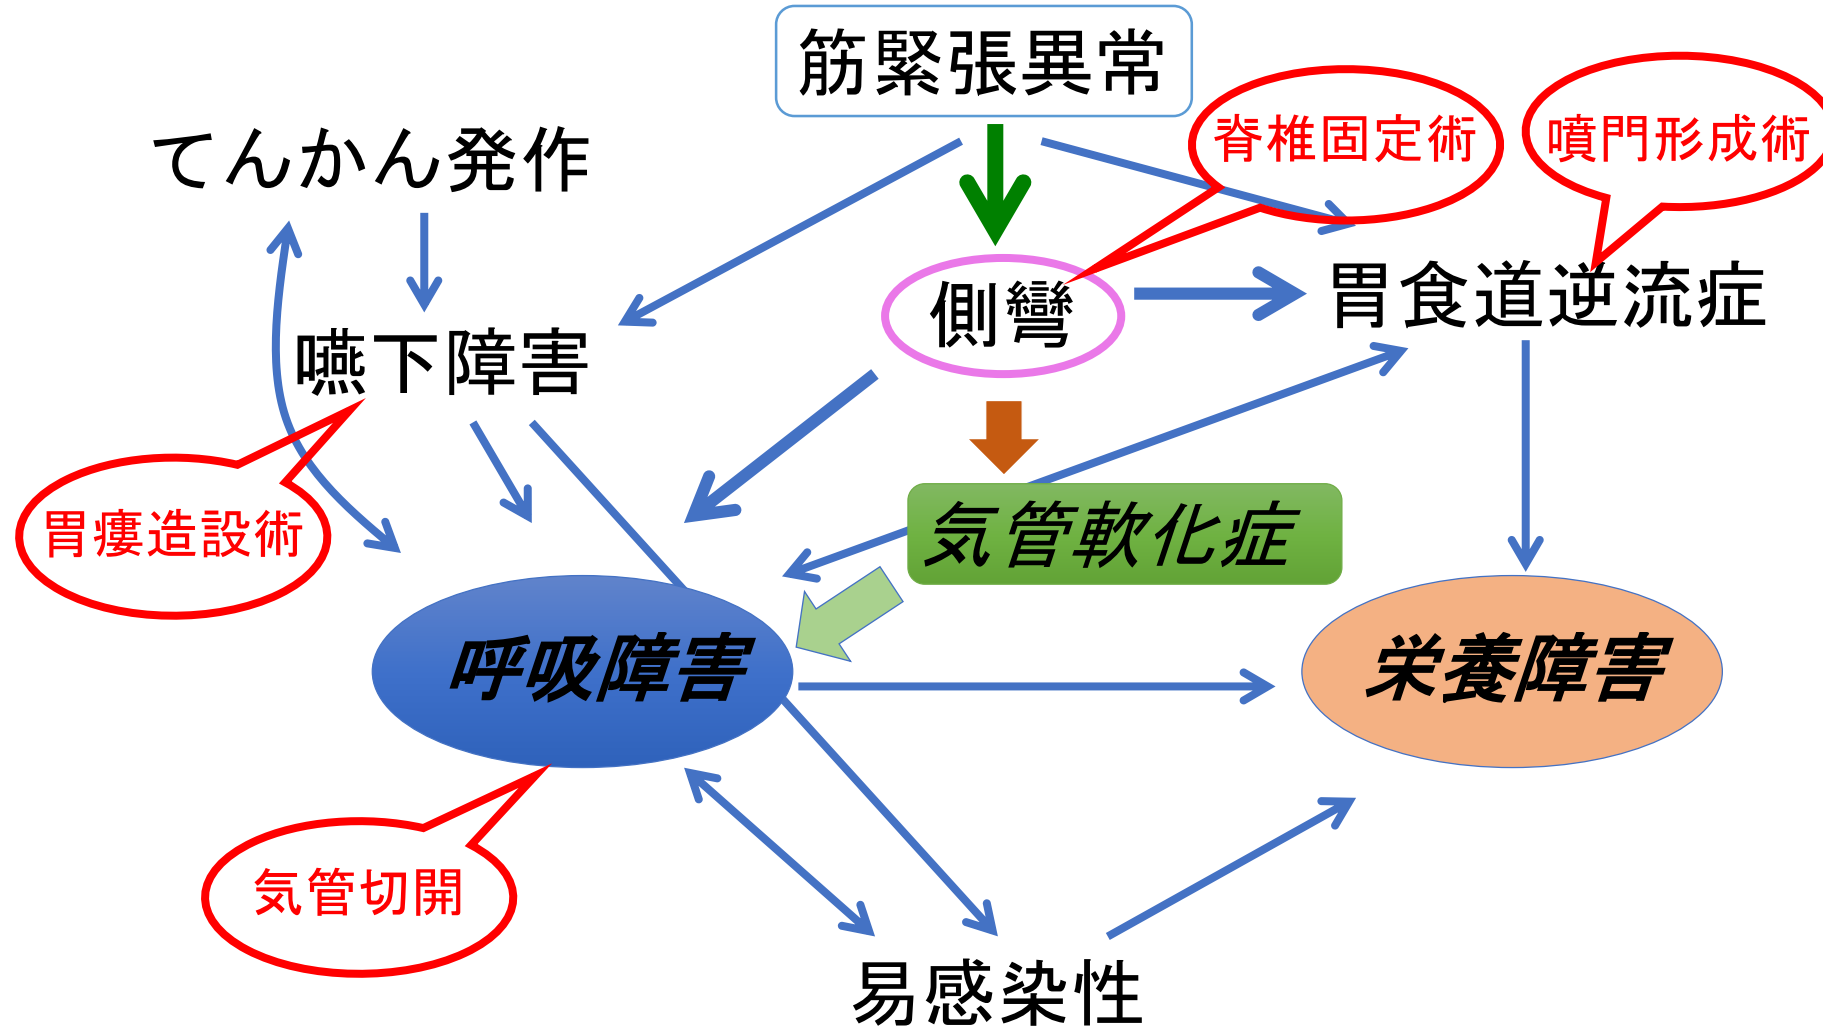 筋緊張異常
脊椎固定術
噴門形成術
てんかん発作
胃食道逆流症
側彎
嚥下障害
胃瘻造設術
気管軟化症
呼吸障害
栄養障害
気管切開
易感染性